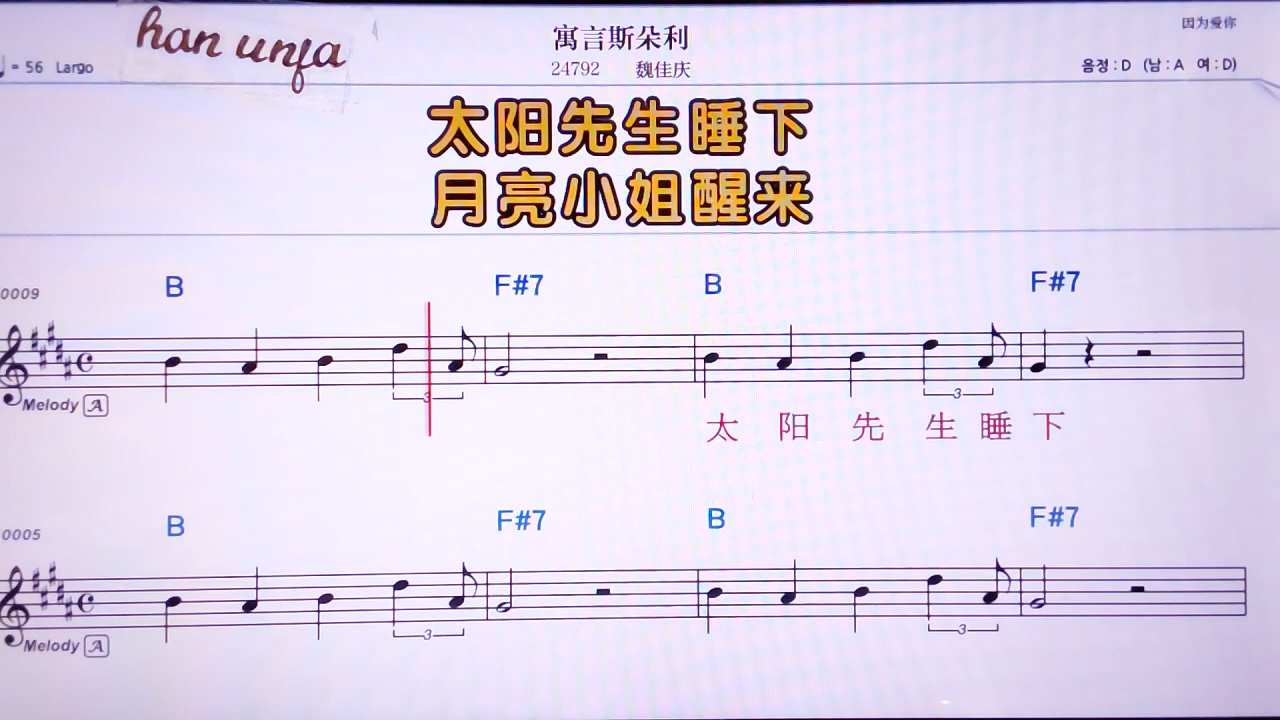 han unfa
寓言斯朵利
因为爱你
♩ = 56 Largo
24792 魏佳庆
음정 : D (남 : A 여 : D)
太阳先生睡下
月亮小姐醒来
B F#7 B F#7
0009
3 3
Melody A
太 阳 先 生 睡 下
B F#7 B F#7
0005
3 3
Melody A